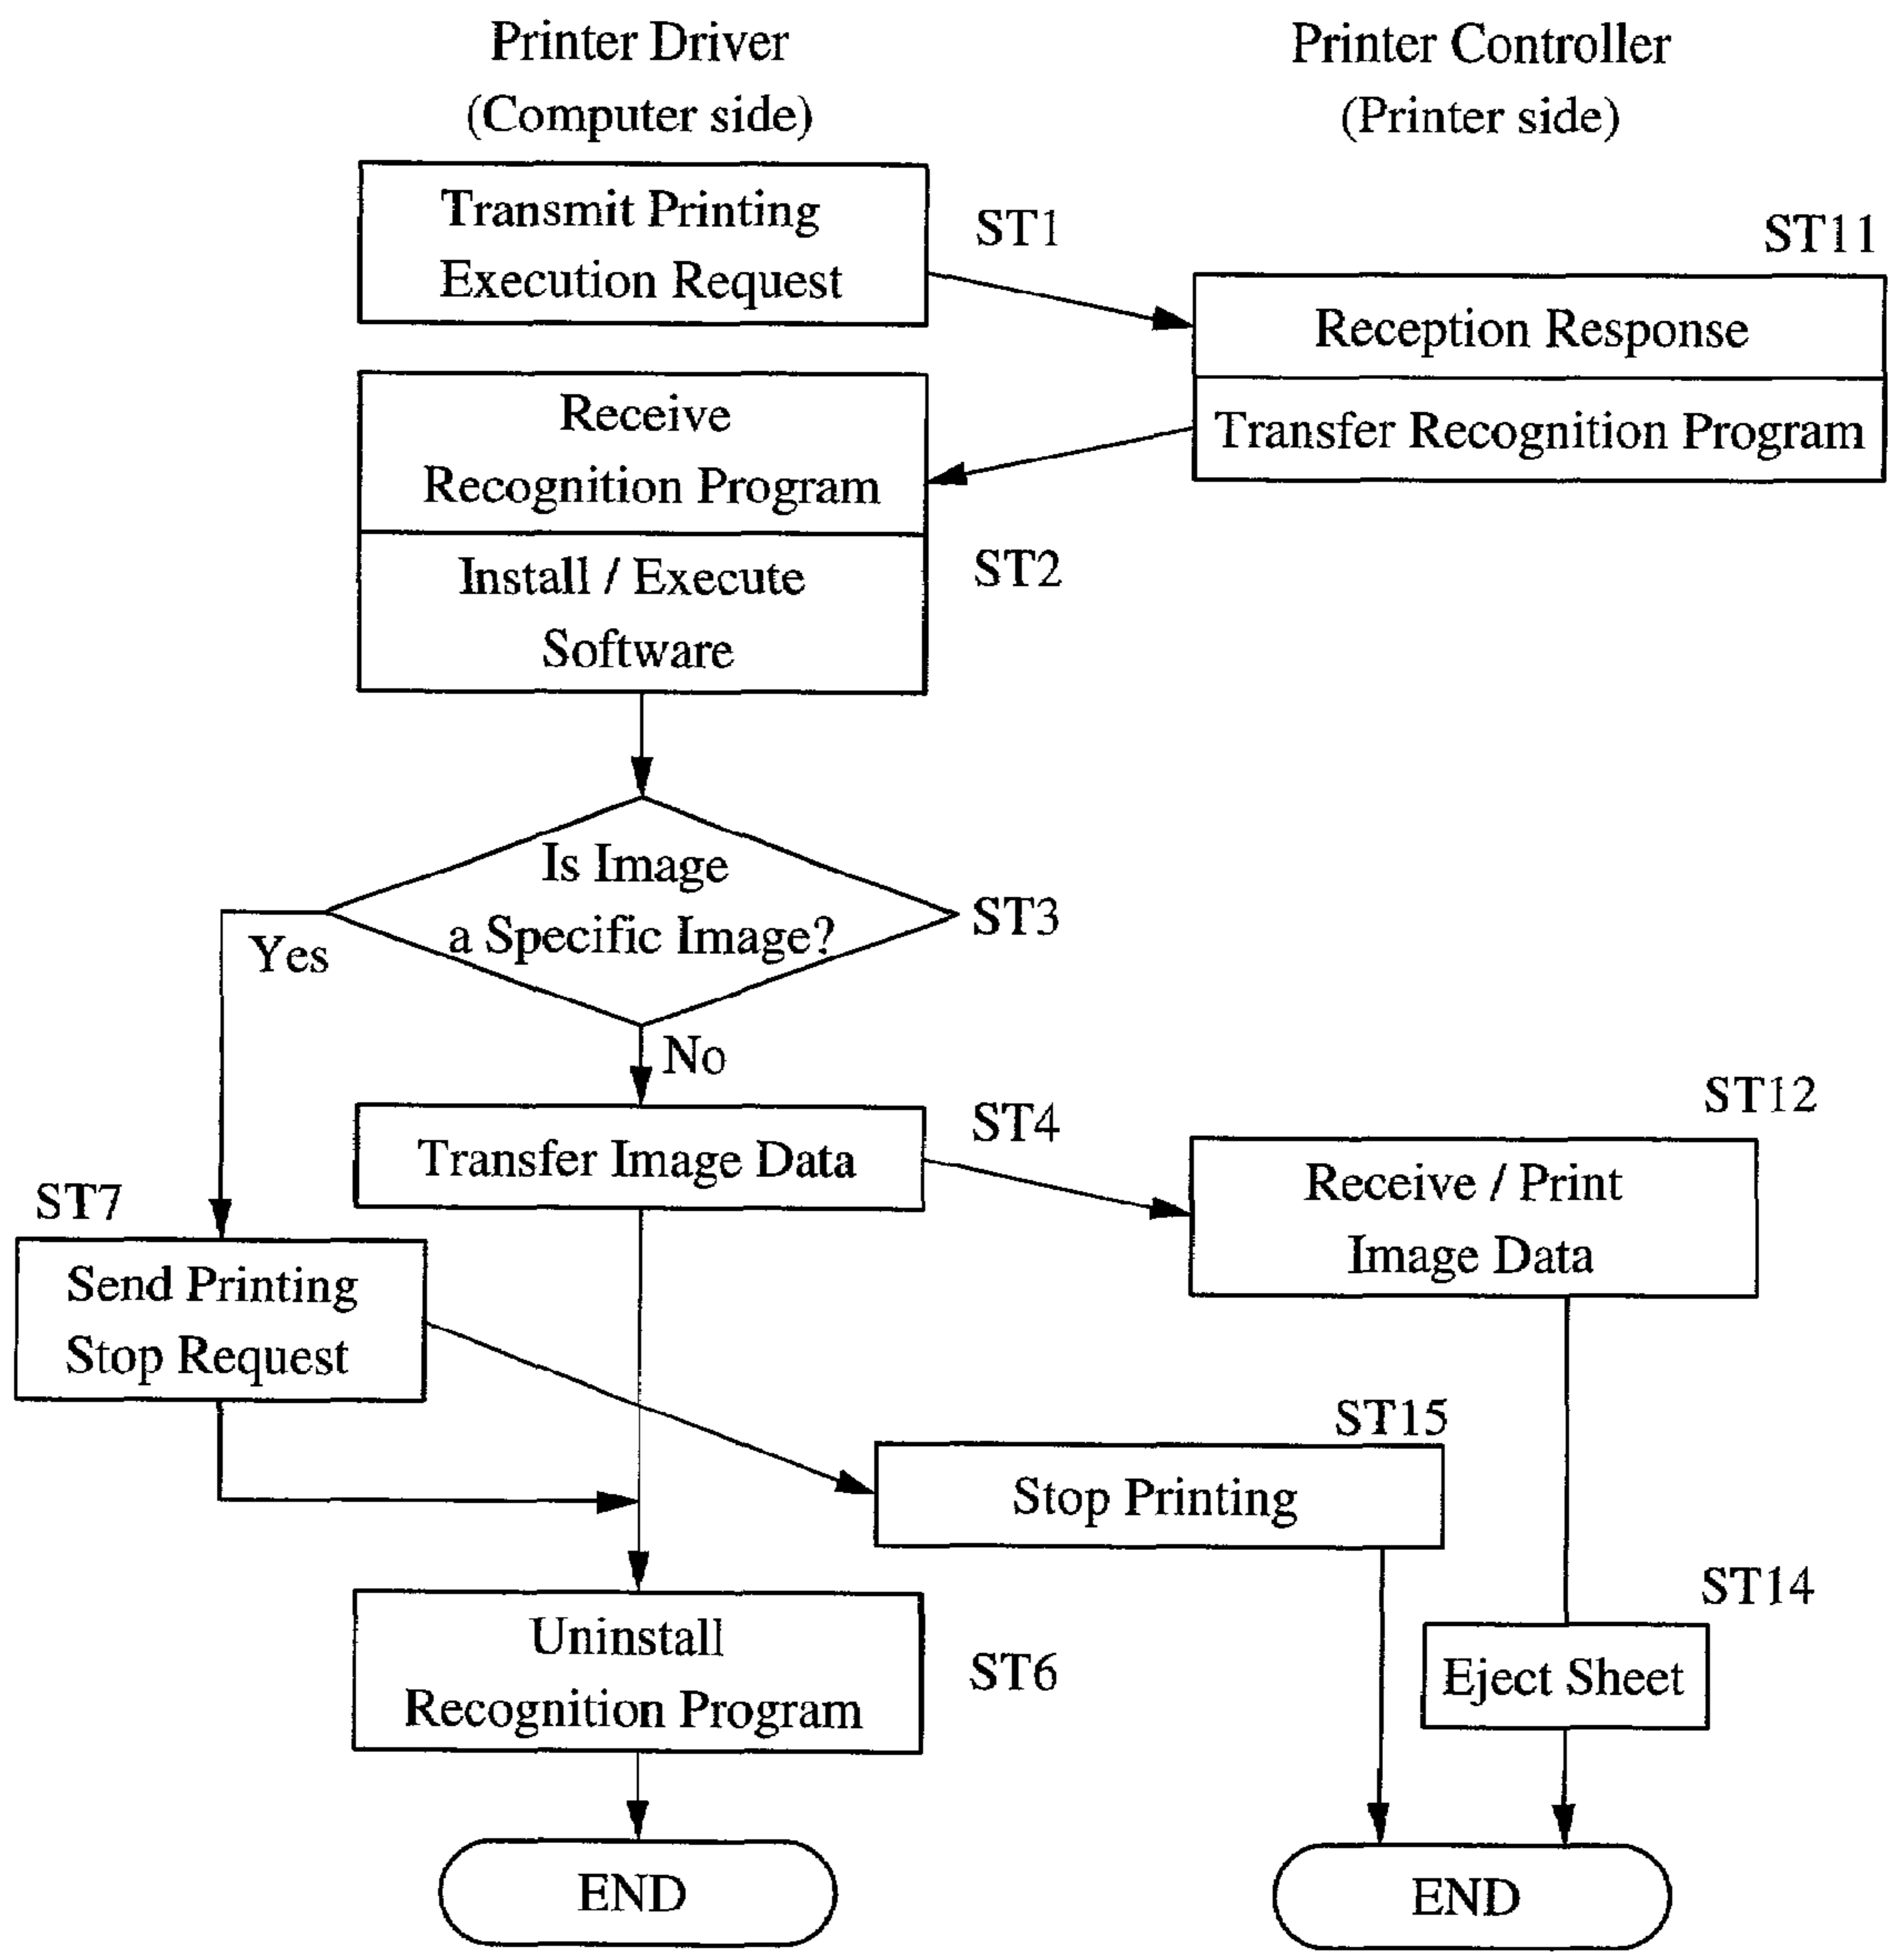 Printer Driver
(Computer side)
Printer Controller
(Printer side)
Transmit Printing
Execution Request
ST1
ST11
Reception Response
Transfer Recognition Program
Receive
Recognition Program
Install / Execute
Software
ST2
Is Image
a Specific Image?
ST3
Yes
No
Transfer Image Data
ST4
ST12
Receive / Print
Image Data
ST7
Send Printing
Stop Request
ST15
Stop Printing
ST14
Eject Sheet
Uninstall
Recognition Program
ST6
END
END